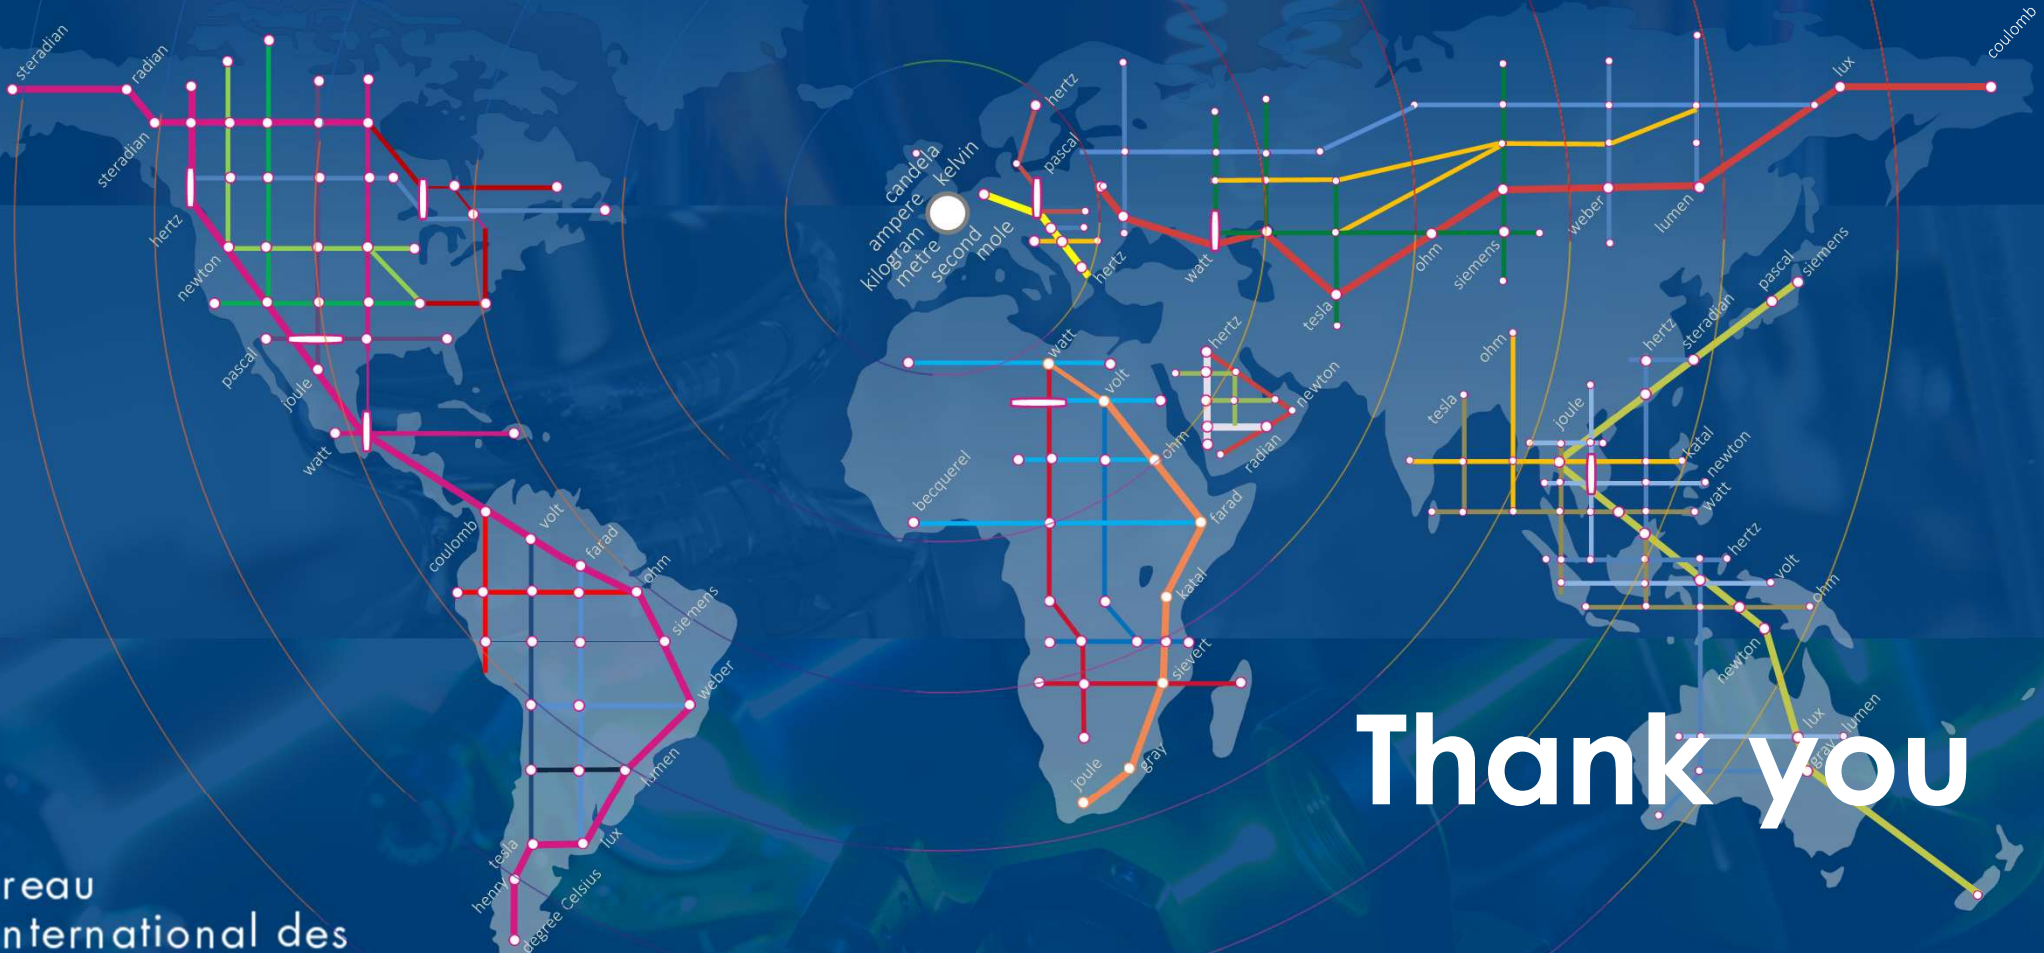 steradian
radian
steradian
hertz
newton
pascal
joule
watt
coulomb
volt
farad
ohm
siemens
weber
lumen
lux
tesla
henry
degree Celsius
candela
kelvin
ampere
kilogram
metre
second
mole
hertz
pascal
hertz
watt
volt
ohm
becquerel
farad
katal
sievert
gray
joule
hertz
newton
radian
watt
tesla
ohm
siemens
weber
lumen
lux
coulomb
siemens
pascal
steradian
hertz
ohm
tesla
joule
katal
newton
watt
hertz
volt
ohm
newton
lux
lumen
gray
Thank you
reau
nternational des